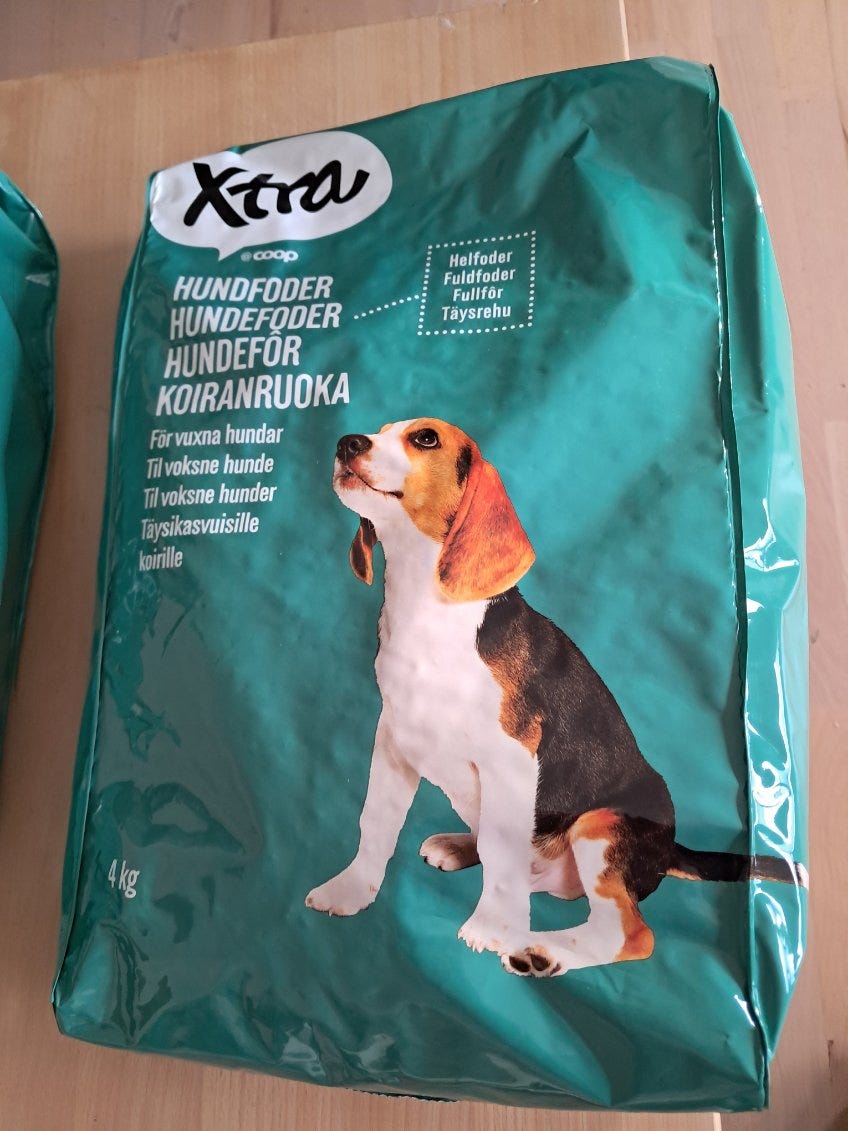 X-tra
coop
HUNDFODER
HUNDEFODER
HUNDEFÔR
KOIRANRUOKA
Helfoder
Fuldfoder
Fullfôr
Täysrehu
För vuxna hundar
Til voksne hunde
Til voksne hunder
Täysikasvuisille
koirille
4 kg